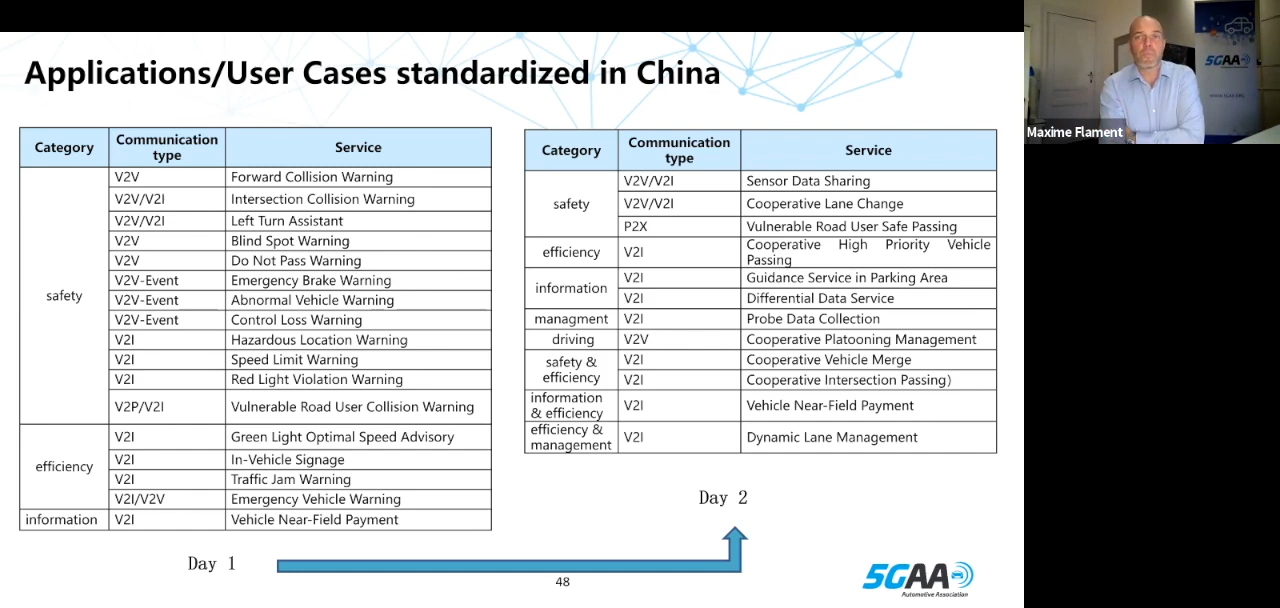 Applications/User Cases standardized in China
Category Communication type Service
safety
V2V Forward Collision Warning
V2V/V2I Intersection Collision Warning
V2V/V2I Left Turn Assistant
V2V Blind Spot Warning
V2V Do Not Pass Warning
V2V-Event Emergency Brake Warning
V2V-Event Abnormal Vehicle Warning
V2V-Event Control Loss Warning
V2I Hazardous Location Warning
V2I Speed Limit Warning
V2I Red Light Violation Warning
V2P/V2I Vulnerable Road User Collision Warning
efficiency
V2I Green Light Optimal Speed Advisory
V2I In-Vehicle Signage
V2I Traffic Jam Warning
V2I/V2V Emergency Vehicle Warning
information V2I Vehicle Near-Field Payment
Day 1
Category Communication type Service
safety
V2V/V2I Sensor Data Sharing
V2V/V2I Cooperative Lane Change
P2X Vulnerable Road User Safe Passing
efficiency V2I Cooperative High Priority Vehicle
Passing
information
V2I Guidance Service in Parking Area
V2I Differential Data Service
managment V2I Probe Data Collection
driving V2V Cooperative Platooning Management
safety &
efficiency
V2I Cooperative Vehicle Merge
V2I Cooperative Intersection Passing)
information
& efficiency
V2I Vehicle Near-Field Payment
efficiency &
management
V2I Dynamic Lane Management
Day 2
48
5GAA
Automotive Association
5GAA
Maxime Flament